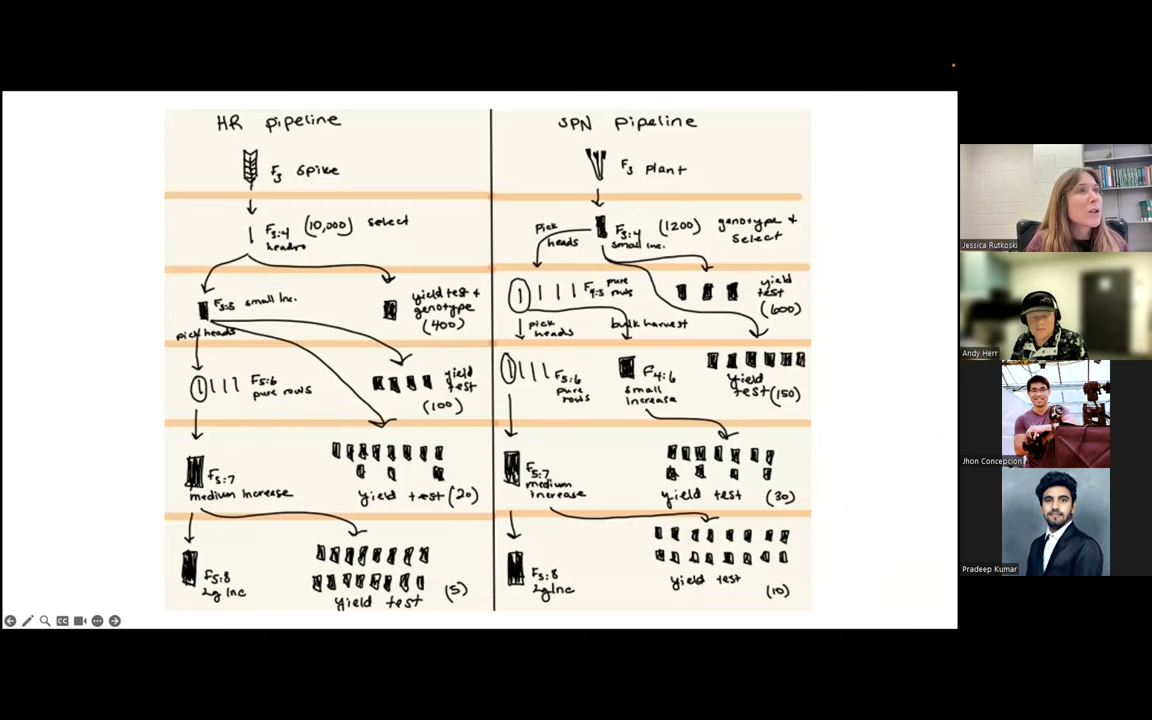 HR pipeline
F3 spike
F3:4 (10,000) select
headrows
F3:5 small Inc.
yield test +
genotype
(400)
pick heads
F5:6
pure rows
yield
test
(100)
F5:7
medium increase
yield test (20)
F5:8
lg Inc
yield test (5)
SPN pipeline
F3 plant
F3:4 (1200) genotype +
small inc. select
pick
heads
F4:5 pure
rows
yield
test
(600)
pick
heads
bulk harvest
F5:6
pure
rows
F4:6
small
increase
yield
test (150)
F5:7
medium
increase
yield test (30)
F5:8
lg Inc
yield test
(10)
Jessica Rutkoski
Andy Herr
Jhon Concepcion
Pradeep Kumar
CC